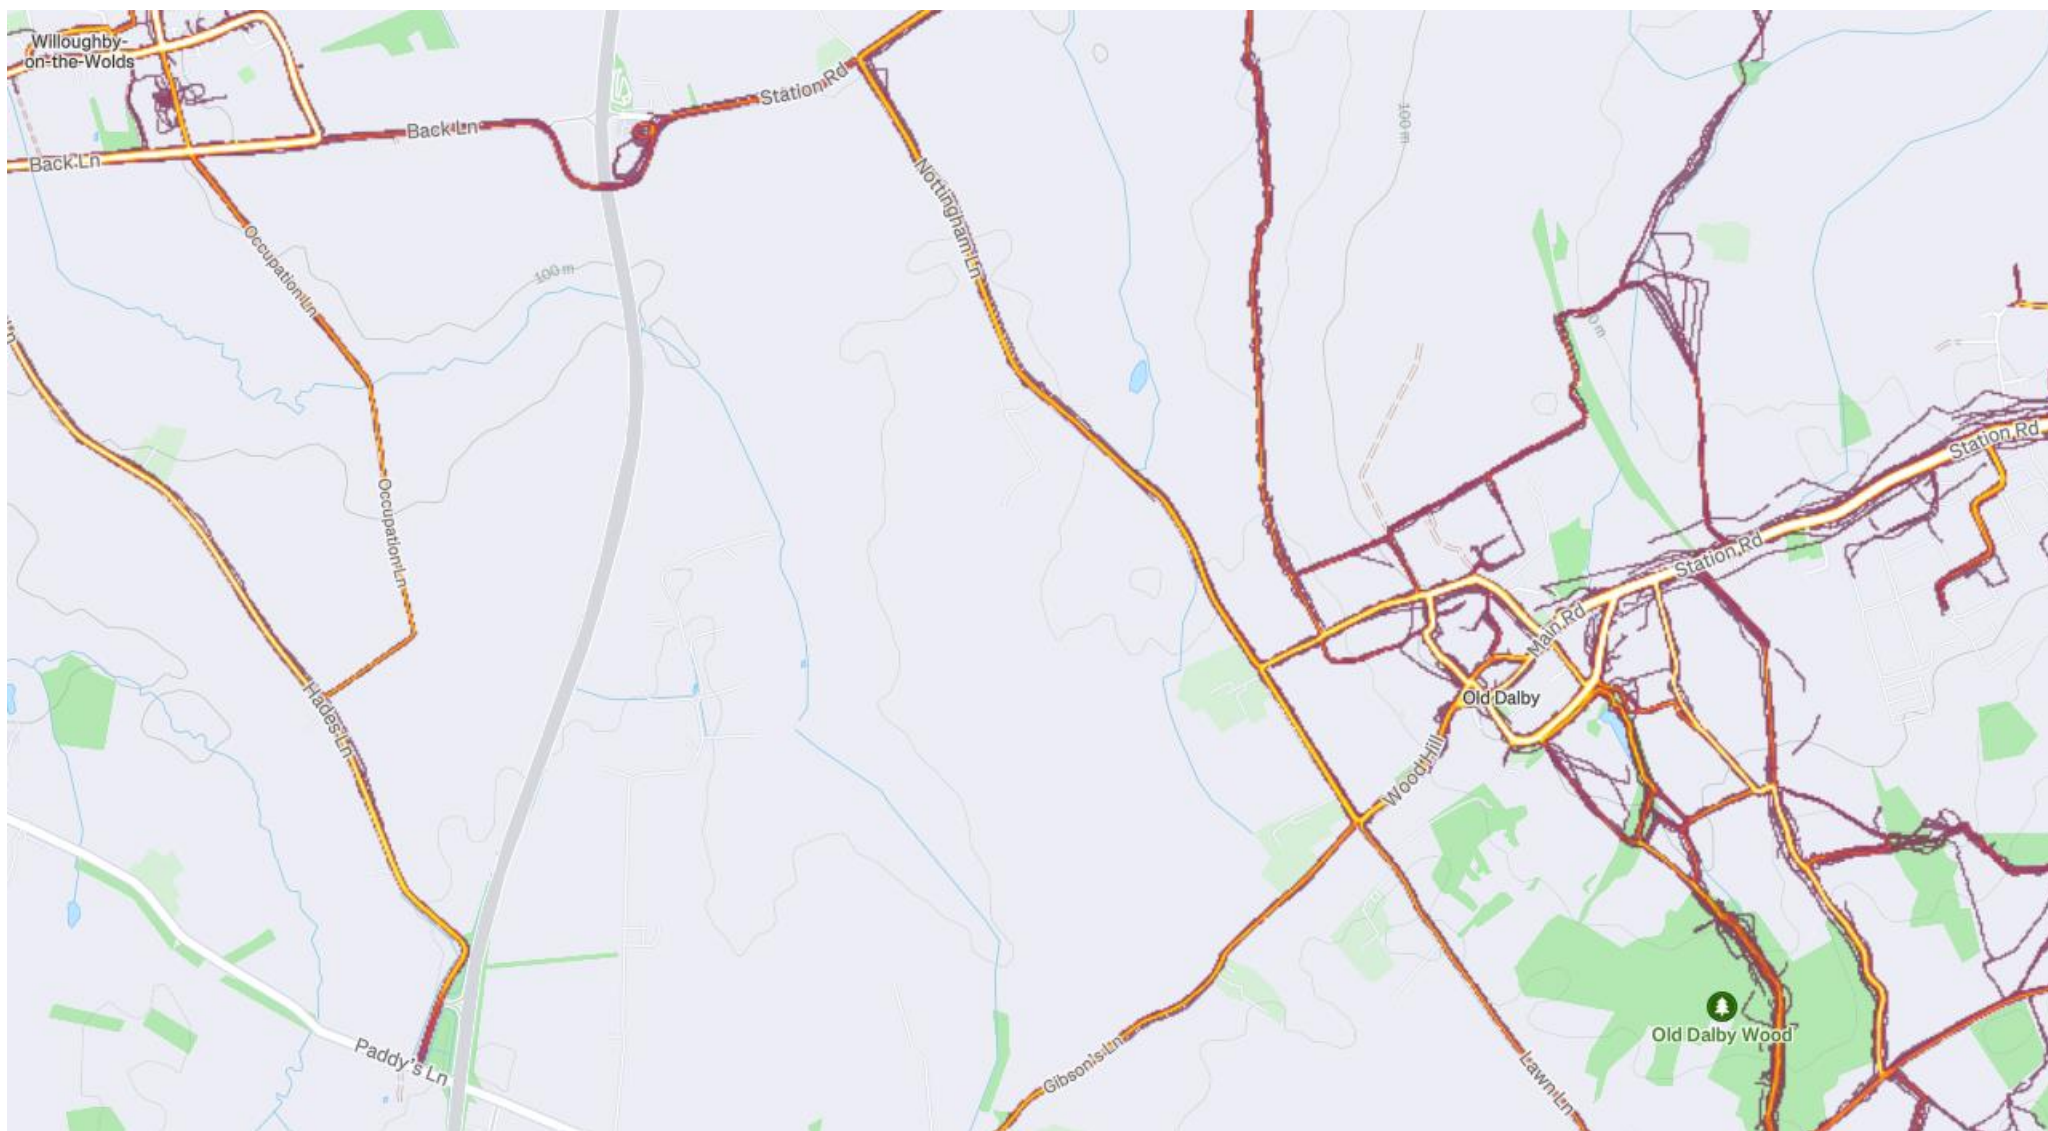 Willoughby-
on-the-Wolds
Station Rd
Back Ln
Back Ln
100 m
Nottingham Ln
Occupation Ln
100 m
Station Rd
Occupation Ln
Station Rd
Main Rd
Old Dalby
Hades Ln
Wood Hill
Old Dalby Wood
Paddy's Ln
Gibson's Ln
Lawn Ln